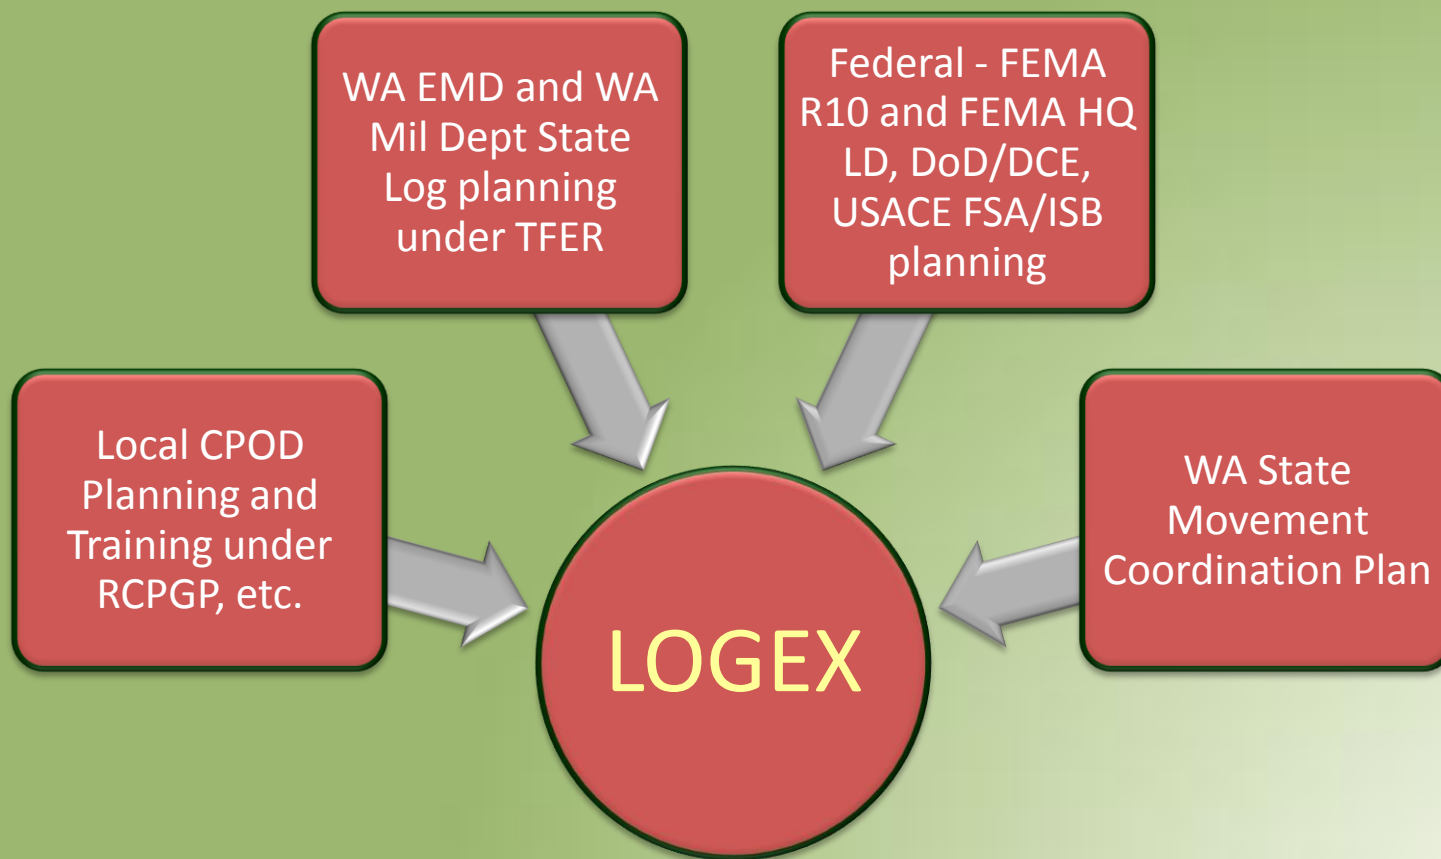 WA EMD and WA
Mil Dept State
Log planning
under TFER
Federal - FEMA
R10 and FEMA HQ
LD, DoD/DCE,
USACE FSA/ISB
planning
Local CPOD
Planning and
Training under
RCPGP, etc.
WA State
Movement
Coordination Plan
LOGEX